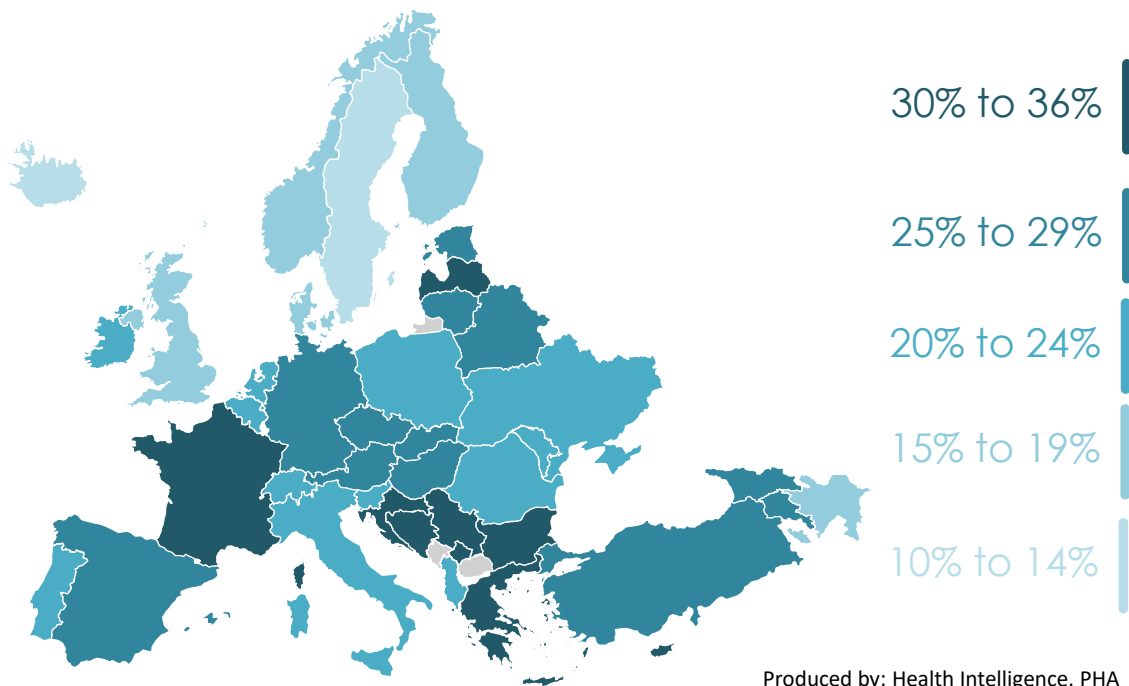 30% to 36%
25% to 29%
20% to 24%
15% to 19%
10% to 14%
Produced by: Health Intelligence, PHA